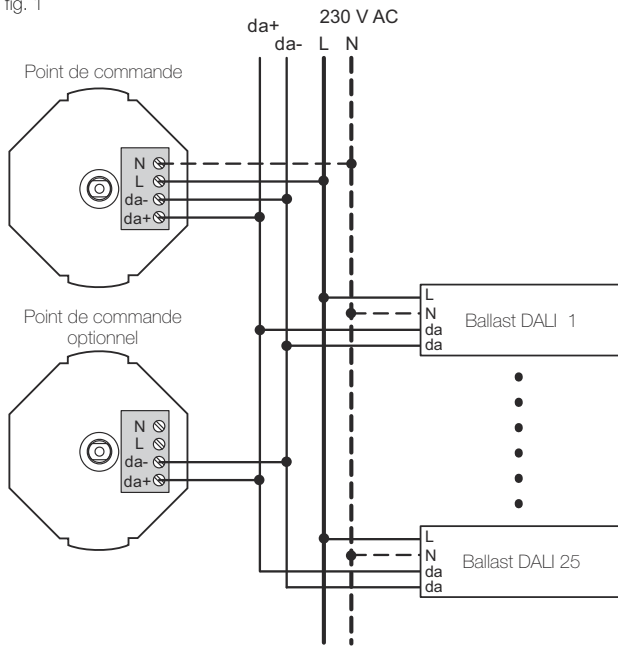 fig. 1
230 V AC
da+
da- L N
Point de commande
N
L
da-
da+
Point de commande
optionnel
N
L
da-
da+
L
N
da
da
Ballast DALI 1
L
N
da
da
Ballast DALI 25